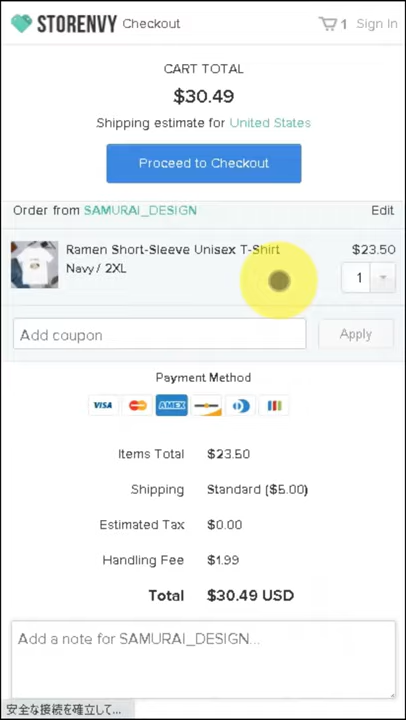 STORENVY Checkout 1 Sign In
CART TOTAL
$30.49
Shipping estimate for United States
Proceed to Checkout
Order from SAMURAI_DESIGN Edit
Ramen Short-Sleeve Unisex T-Shirt $23.50
Navy / 2XL 1
Add coupon Apply
Payment Method
VISA AMEX
Items Total $23.50
Shipping Standard ($5.00)
Estimated Tax $0.00
Handling Fee $1.99
Total $30.49 USD
Add a note for SAMURAI_DESIGN...
安全な接続を確立して...